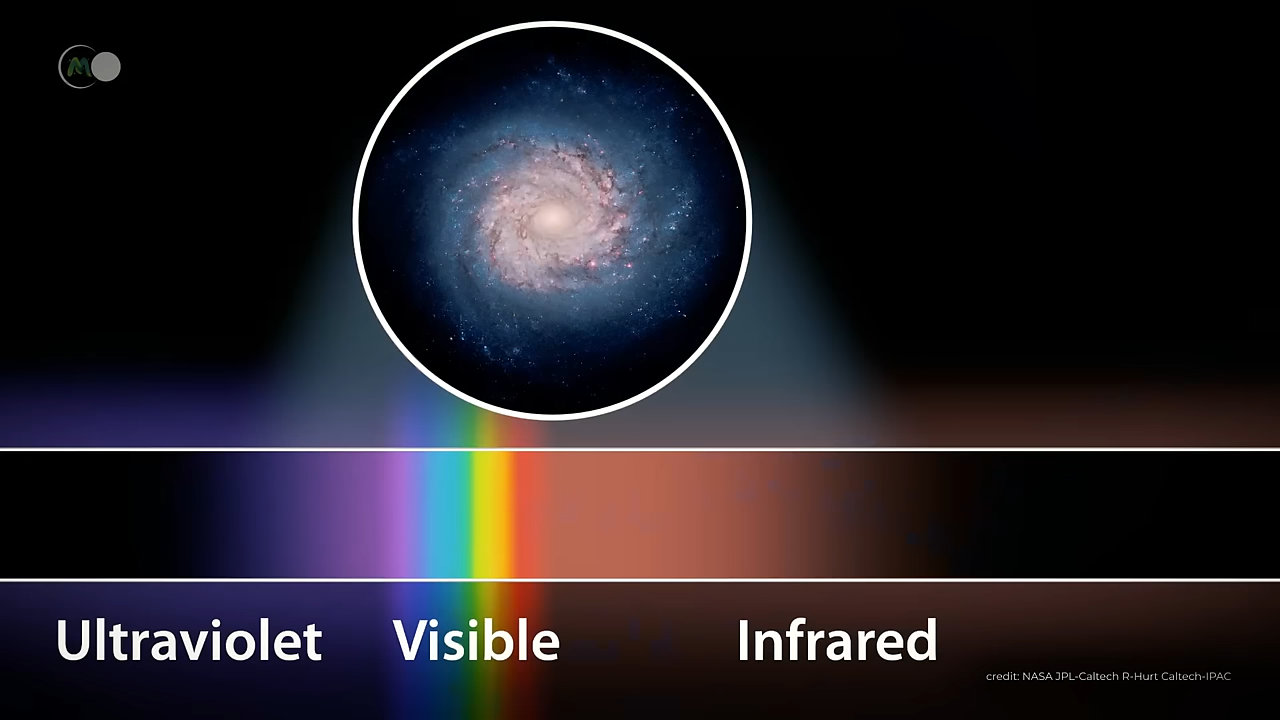 M
Ultraviolet Visible Infrared
credit: NASA JPL-Caltech R-Hurt Caltech-IPAC